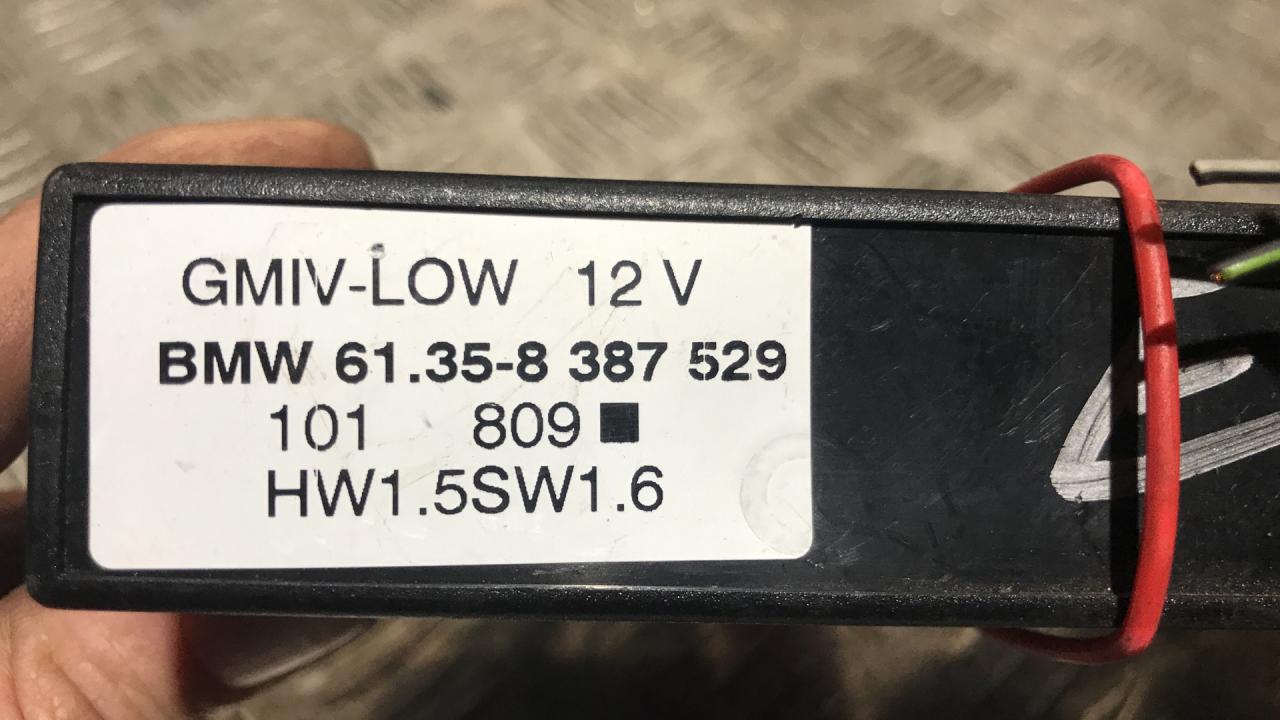 GMIV-LOW 12 V
BMW 61.35-8 387 529
101 809■
HW1.5SW1.6